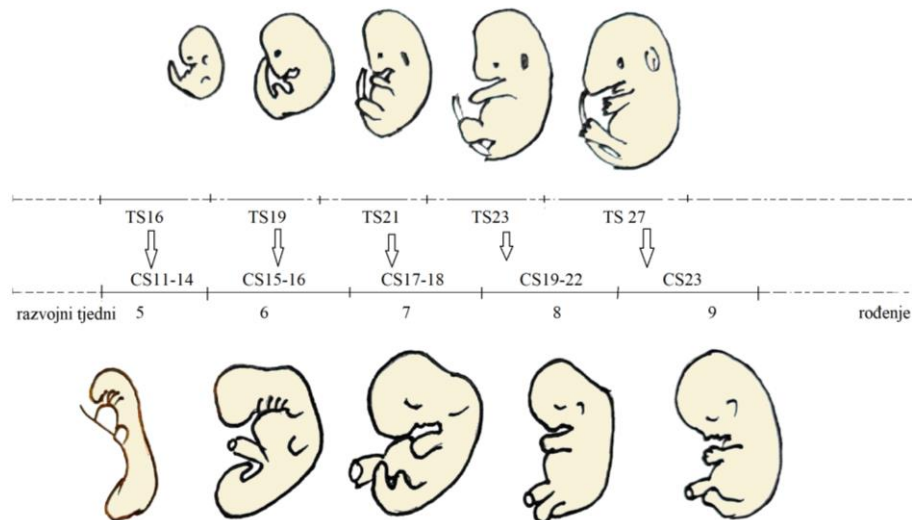 TS16 TS19 TS21 TS23 TS 27
CS11-14 CS15-16 CS17-18 CS19-22 CS23
razvojni tjedni 5 6 7 8 9 rođenje